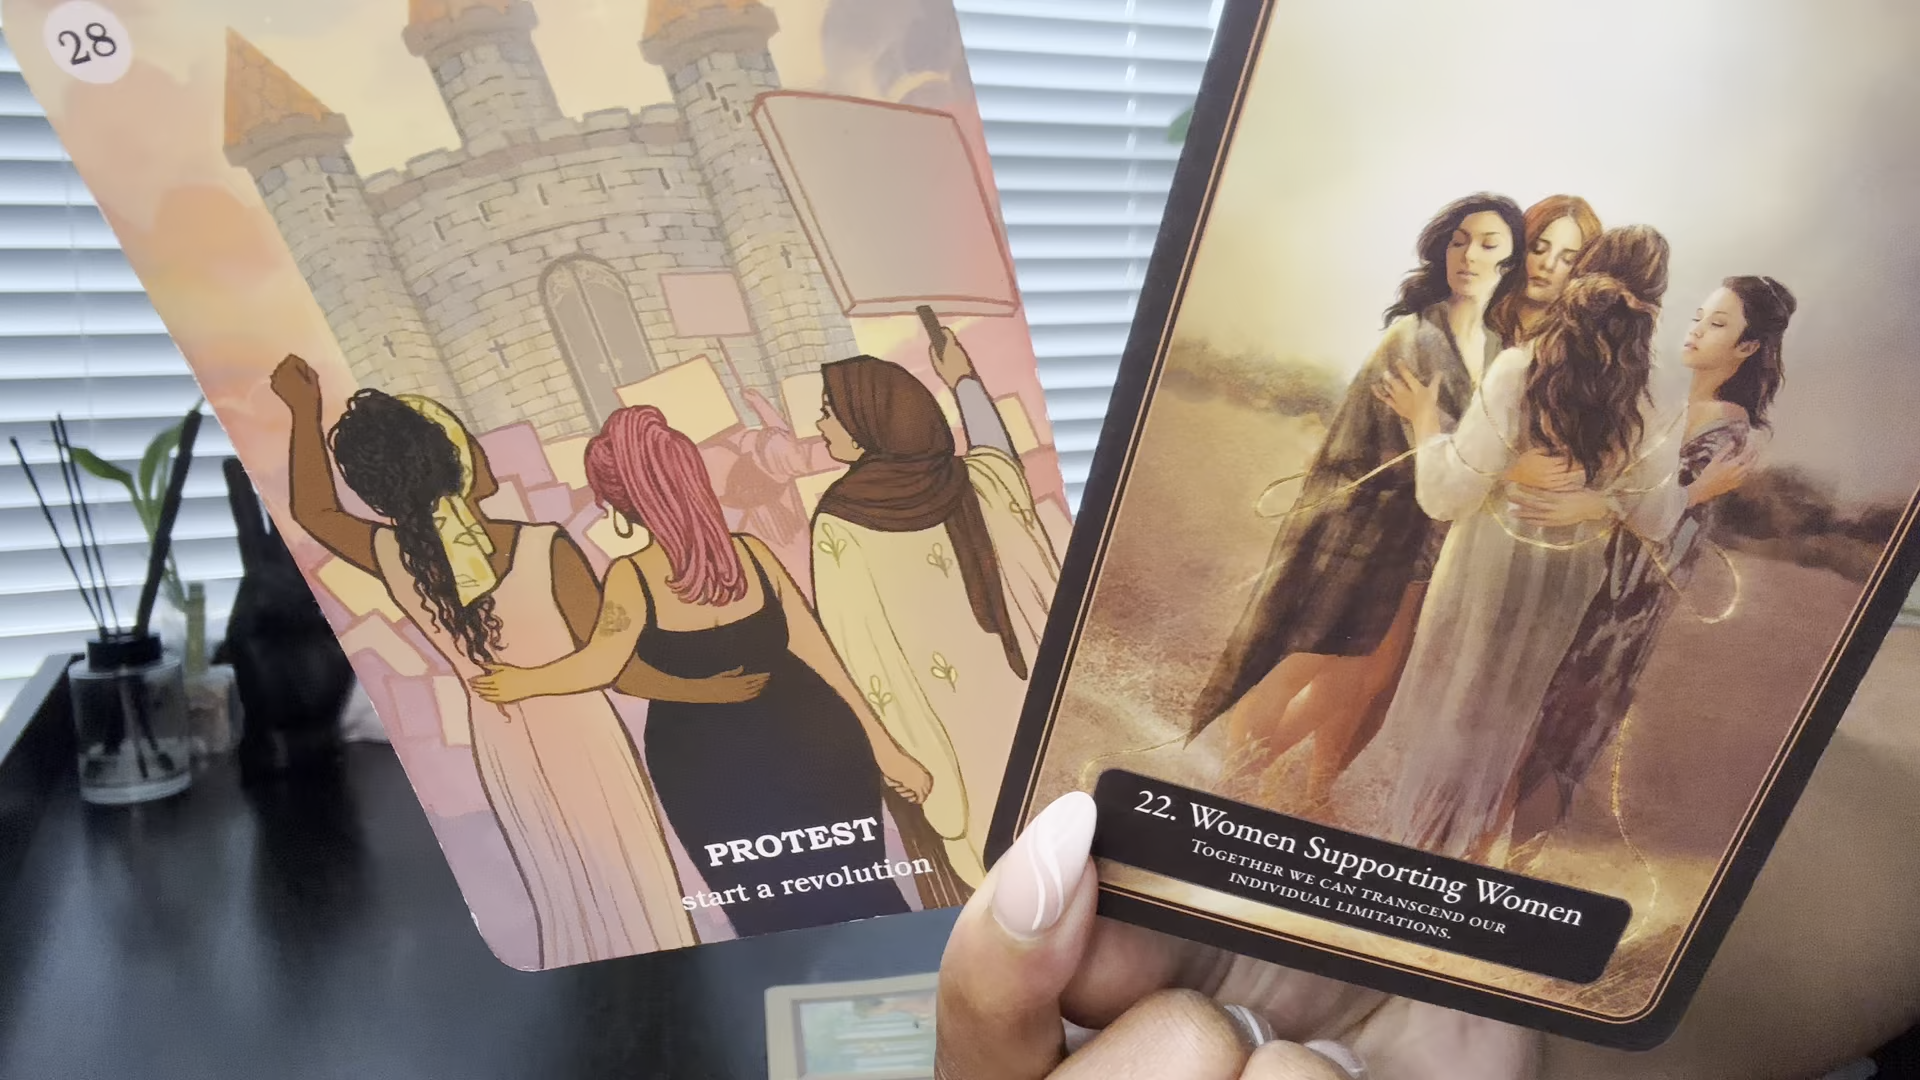 28
PROTEST
start a revolution
22. Women Supporting Women
TOGETHER WE CAN TRANSCEND OUR
INDIVIDUAL LIMITATIONS.